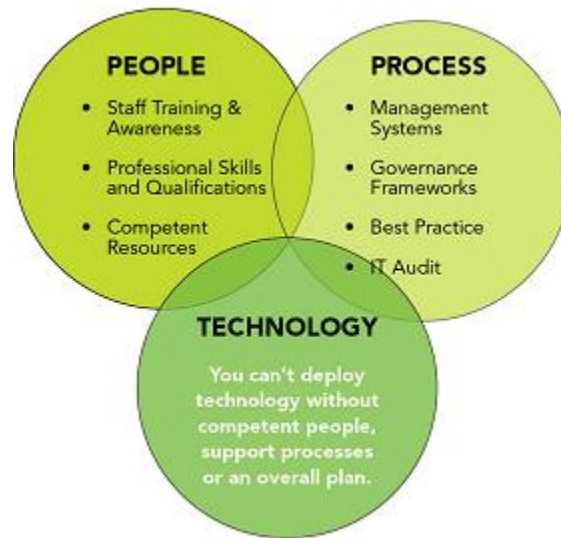 PEOPLE
• Staff Training &
Awareness
• Professional Skills
and Qualifications
• Competent
Resources
PROCESS
• Management
Systems
• Governance
Frameworks
• Best Practice
• IT Audit
TECHNOLOGY
You can't deploy
technology without
competent people,
support processes
or an overall plan.